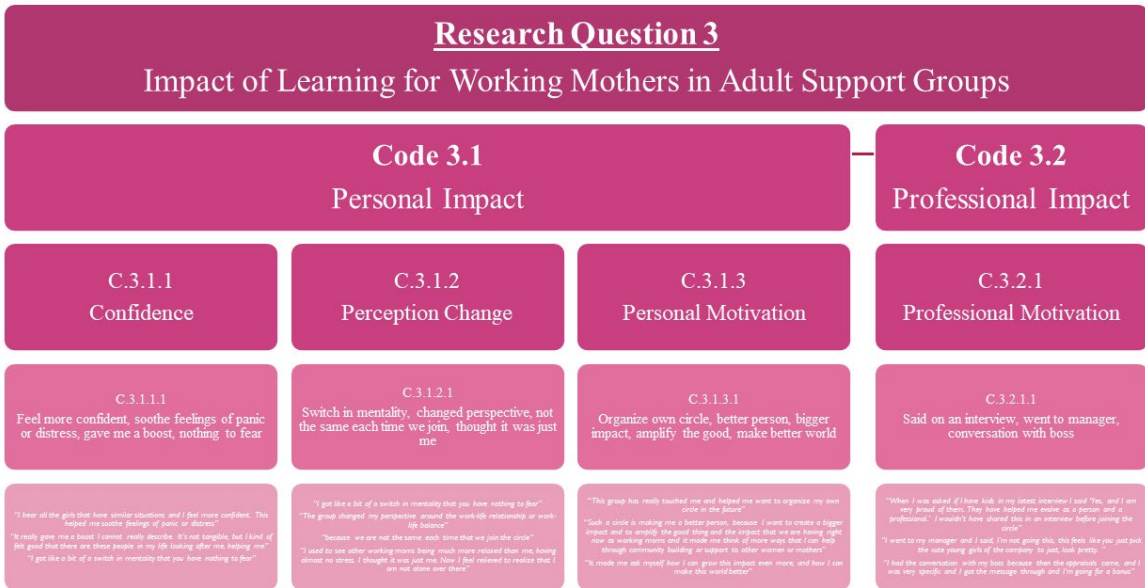 Research Question 3
Impact of Learning for Working Mothers in Adult Support Groups
Code 3.1
Personal Impact
Code 3.2
Professional Impact
C.3.1.1
Confidence
C.3.1.2
Perception Change
C.3.1.3
Personal Motivation
C.3.2.1
Professional Motivation
C.3.1.1.1
Feel more confident, soothe feelings of panic
or distress, gave me a boost, nothing to fear
C.3.1.2.1
Switch in mentality, changed perspective, not
the same each time we join, thought it was just
me
C.3.1.3.1
Organize own circle, better person, bigger
impact, amplify the good, make better world
C.3.2.1.1
Said on an interview, went to manager,
conversation with boss
"I hear all the girls that have similar situations and I feel more confident. This
helped me soothe feelings of panic or distress"
"It really gave me a boost I cannot really describe. It's not tangible, but I kind of
felt good that there are these people in my life looking after me, helping me"
"I got like a bit of a switch in mentality that you have nothing to fear"
"I got like a bit of a switch in mentality that you have nothing to fear"
"The group changed my perspective around the work-life relationship or work-
life balance"
"because we are not the same each time that we join the circle"
"I used to see other working moms being much more relaxed than me, having
almost no stress, I thought it was just me. Now I feel relieved to realize that I
am not alone over there"
"This group has really touched me and helped me want to organize my own
circle in the future"
"Such a circle is making me a better person, because I want to create a bigger
impact and to amplify the good thing and the impact that we are having right
now as working moms and it made me think of more ways that I can help
through community building or support to other women or mothers"
"Is made me ask myself how I can grow this impact even more, and how I can
make this world better"
"When I was asked if I have kids in my latest interview I said 'Yes, and I am
very proud of them. They have helped me evolve as a person and a
professional.' I wouldn't have shared this in an interview before joining the
circle"
"I went to my manager and I said, I'm not going this, this feels like you just pick
the cute young girls of the company to just, look pretty. "
"I had the conversation with my boss because then the appraisals came, and I
was very specific and I got the message through and I'm going for a bonus"